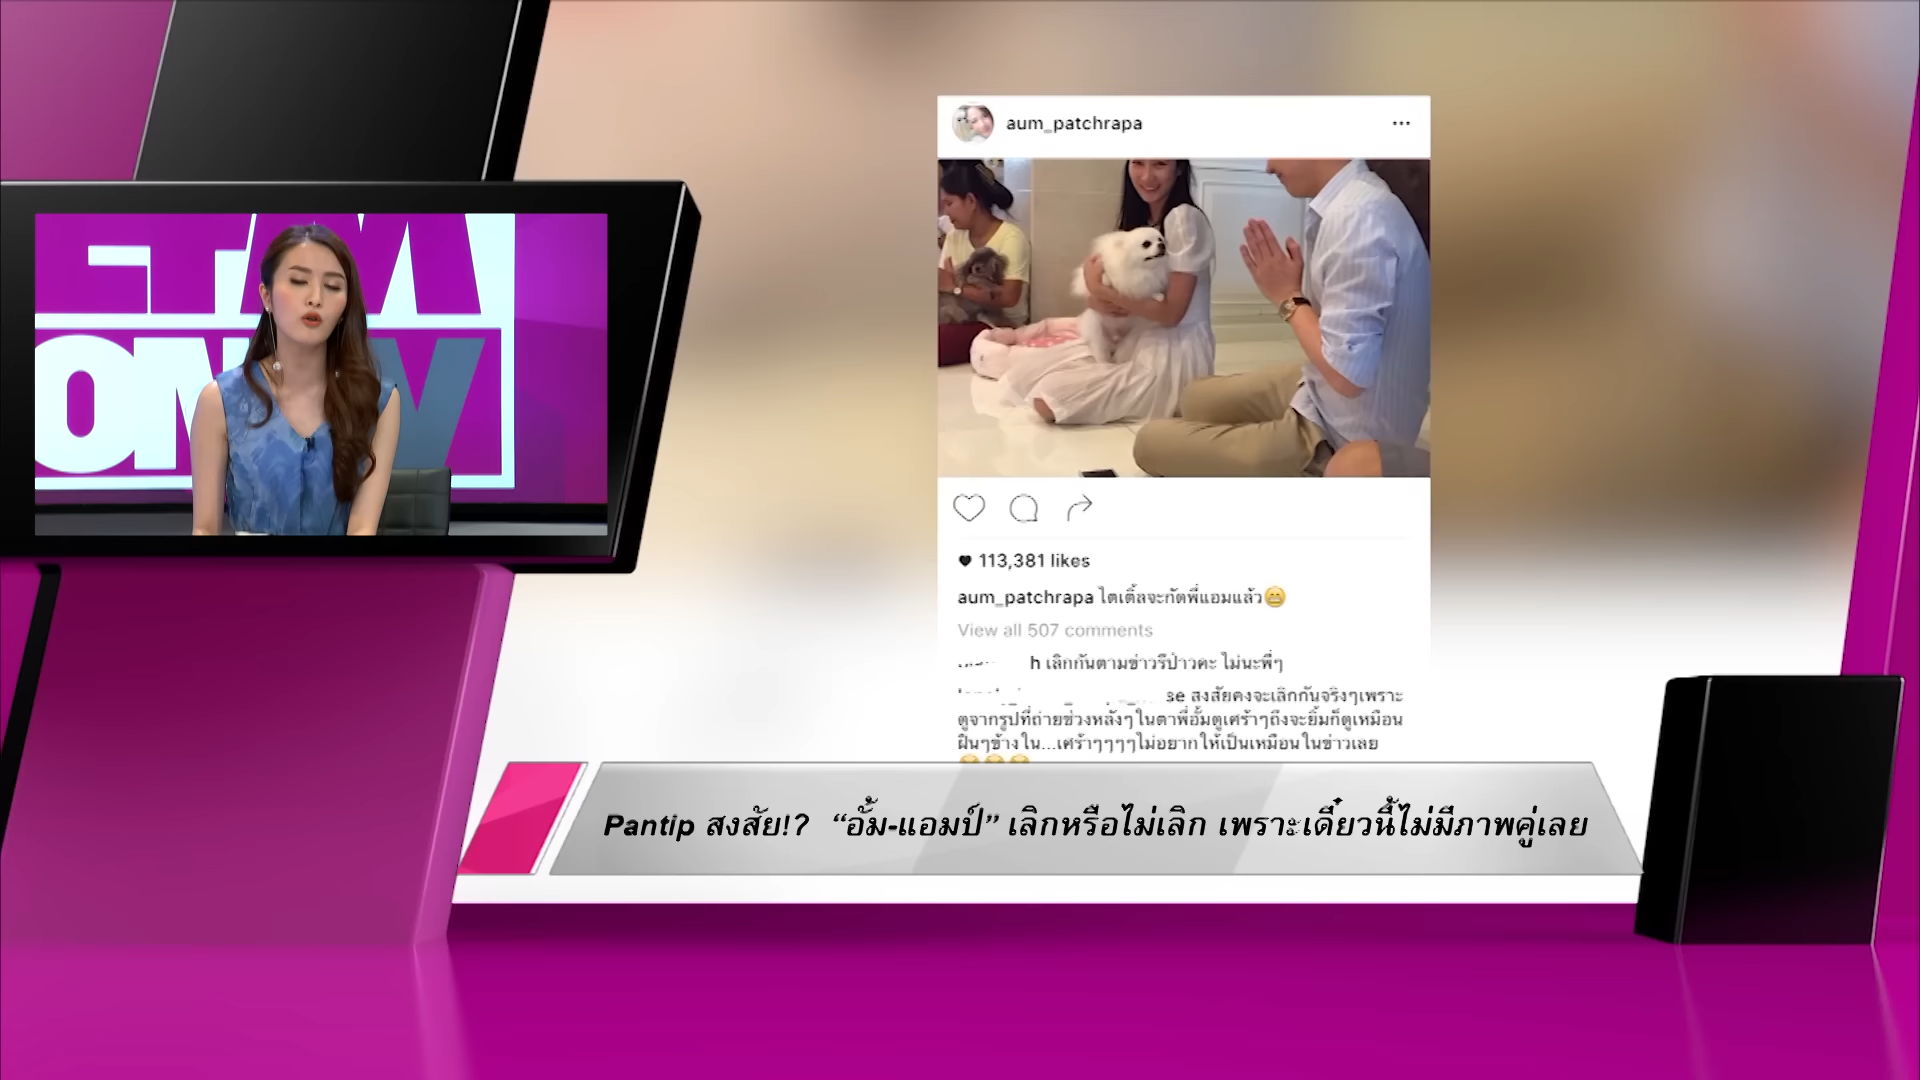 ETM
ON TV
aum_patchrapa
113,381 likes
aum_patchrapa ไตเติ้ลจะกัดพี่แอมแล้ว😁
View all 507 comments
h เลิกกันตามข่าวรึป่าวคะ ไม่นะพี่ๆ
se สงสัยคงจะเลิกกันจริงๆเพราะ
ดูจากรูปที่ถ่ายช่วงหลังๆในตาพี่อั้มดูเศร้าๆถึงจะยิ้มก็ดูเหมือน
ฝืนๆข้างใน...เศร้าๆๆๆๆไม่อยากให้เป็นเหมือนในข่าวเลย
Pantip สงสัย!? “อั้ม-แอมป์” เลิกหรือไม่เลิก เพราะเดี๋ยวนี้ไม่มีภาพคู่เลย